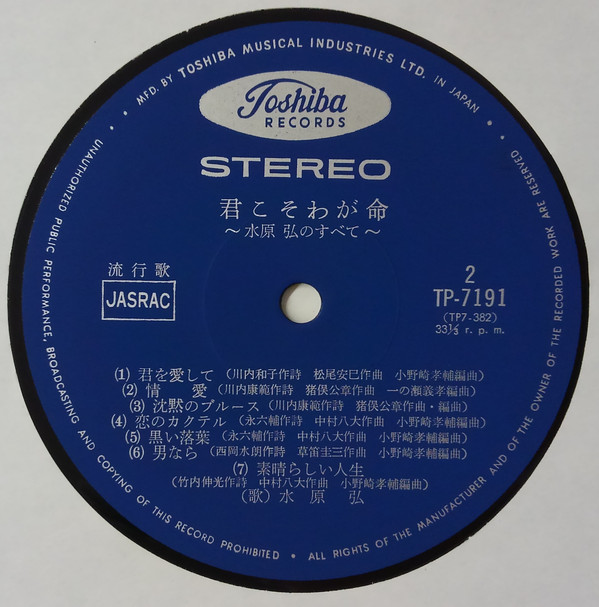 MFD. BY TOSHIBA MUSICAL INDUSTRIES LTD. IN JAPAN
Toshiba
RECORDS
STEREO
君こそわが命
～水原 弘のすべて～
流行歌
JASRAC
2
TP-7191
(TP7-382)
33⅓ r. p. m.
(1) 君を愛して (川内和子作詩 松尾安巳作曲 小野崎孝輔編曲)
(2) 情 愛 (川内康範作詩 猪俣公章作曲 一の瀬義孝編曲)
(3) 沈黙のブルース (川内康範作詩 猪俣公章作曲・編曲)
(4) 恋のカクテル (永六輔作詩 中村八大作曲 小野崎孝輔編曲)
(5) 黒い落葉 (永六輔作詩 中村八大作曲 小野崎孝輔編曲)
(6) 男なら (西岡水朗作詩 草笛圭三作曲 小野崎孝輔編曲)
(7) 素晴らしい人生
(竹内伸光作詩 中村八大作曲 小野崎孝輔編曲)
(歌) 水 原 弘
UNAUTHORIZED PUBLIC PERFORMANCE, BROADCASTING AND COPYING OF THIS RECORD PROHIBITED • ALL RIGHTS OF THE MANUFACTURER AND OF THE OWNER OF THE RECORDED WORK ARE RESERVED